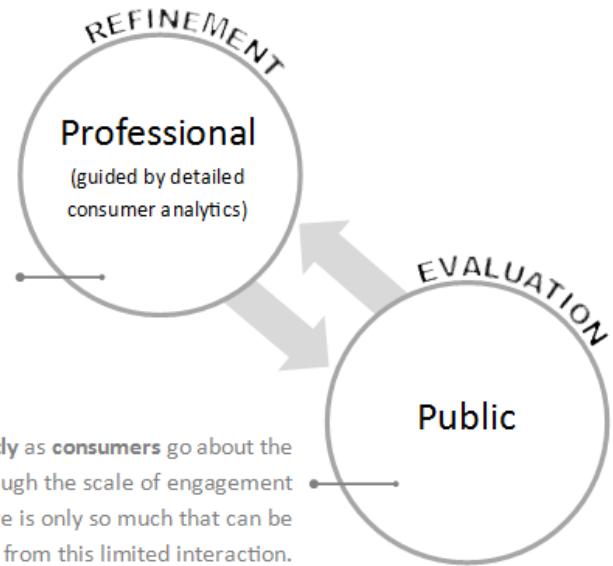 REFINEMENT
Professional
(guided by detailed
consumer analytics)
EVALUATION
Public
as consumers go about the
the scale of engagement
is only so much that can be
from this limited interaction.